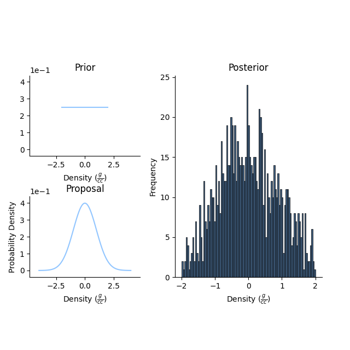 Prior
1e−1
4
3
2
1
0
−2.5 0.0 2.5
Density (g/cc)
Proposal
1e−1
4
3
2
1
0
Probability Density
−2.5 0.0 2.5
Density (g/cc)
Posterior
25
20
15
10
5
0
Frequency
−2 −1 0 1 2
Density (g/cc)